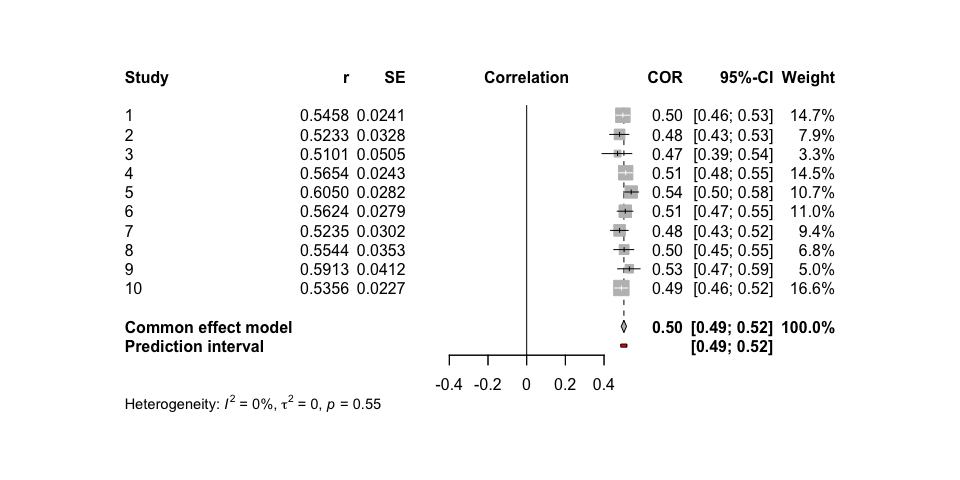 Study r SE Correlation COR 95%-CI Weight
1 0.5458 0.0241 0.50 [0.46; 0.53] 14.7%
2 0.5233 0.0328 0.48 [0.43; 0.53] 7.9%
3 0.5101 0.0505 0.47 [0.39; 0.54] 3.3%
4 0.5654 0.0243 0.51 [0.48; 0.55] 14.5%
5 0.6050 0.0282 0.54 [0.50; 0.58] 10.7%
6 0.5624 0.0279 0.51 [0.47; 0.55] 11.0%
7 0.5235 0.0302 0.48 [0.43; 0.52] 9.4%
8 0.5544 0.0353 0.50 [0.45; 0.55] 6.8%
9 0.5913 0.0412 0.53 [0.47; 0.59] 5.0%
10 0.5356 0.0227 0.49 [0.46; 0.52] 16.6%
Common effect model 0.50 [0.49; 0.52] 100.0%
Prediction interval [0.49; 0.52]
-0.4 -0.2 0 0.2 0.4
Heterogeneity: I² = 0%, τ² = 0, p = 0.55